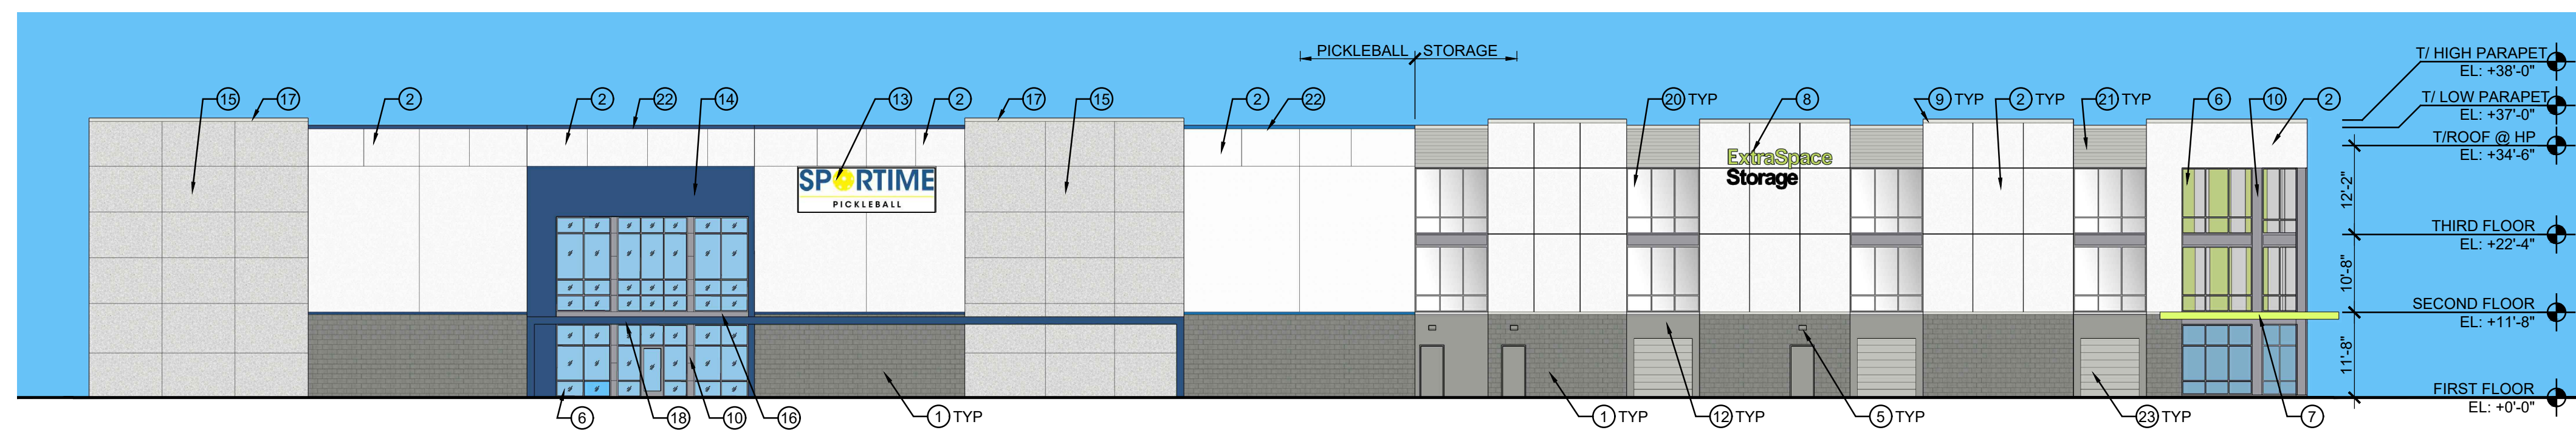 PICKLEBALL STORAGE
T/ HIGH PARAPET
EL: +38'-0"
15 17 2 2 22 14 13 2 17 15 2 22 20 TYP 8 9 TYP 2 TYP 21 TYP 6 10 2
T/ LOW PARAPET
EL: +37'-0"
T/ROOF @ HP
EL: +34'-6"
ExtraSpace
Storage
SPORTIME
PICKLEBALL
12'-2"
THIRD FLOOR
EL: +22'-4"
10'-8"
SECOND FLOOR
EL: +11'-8"
11'-8"
FIRST FLOOR
EL: +0'-0"
6 18 10 16 1 TYP 1 TYP 12 TYP 5 TYP 23 TYP 7